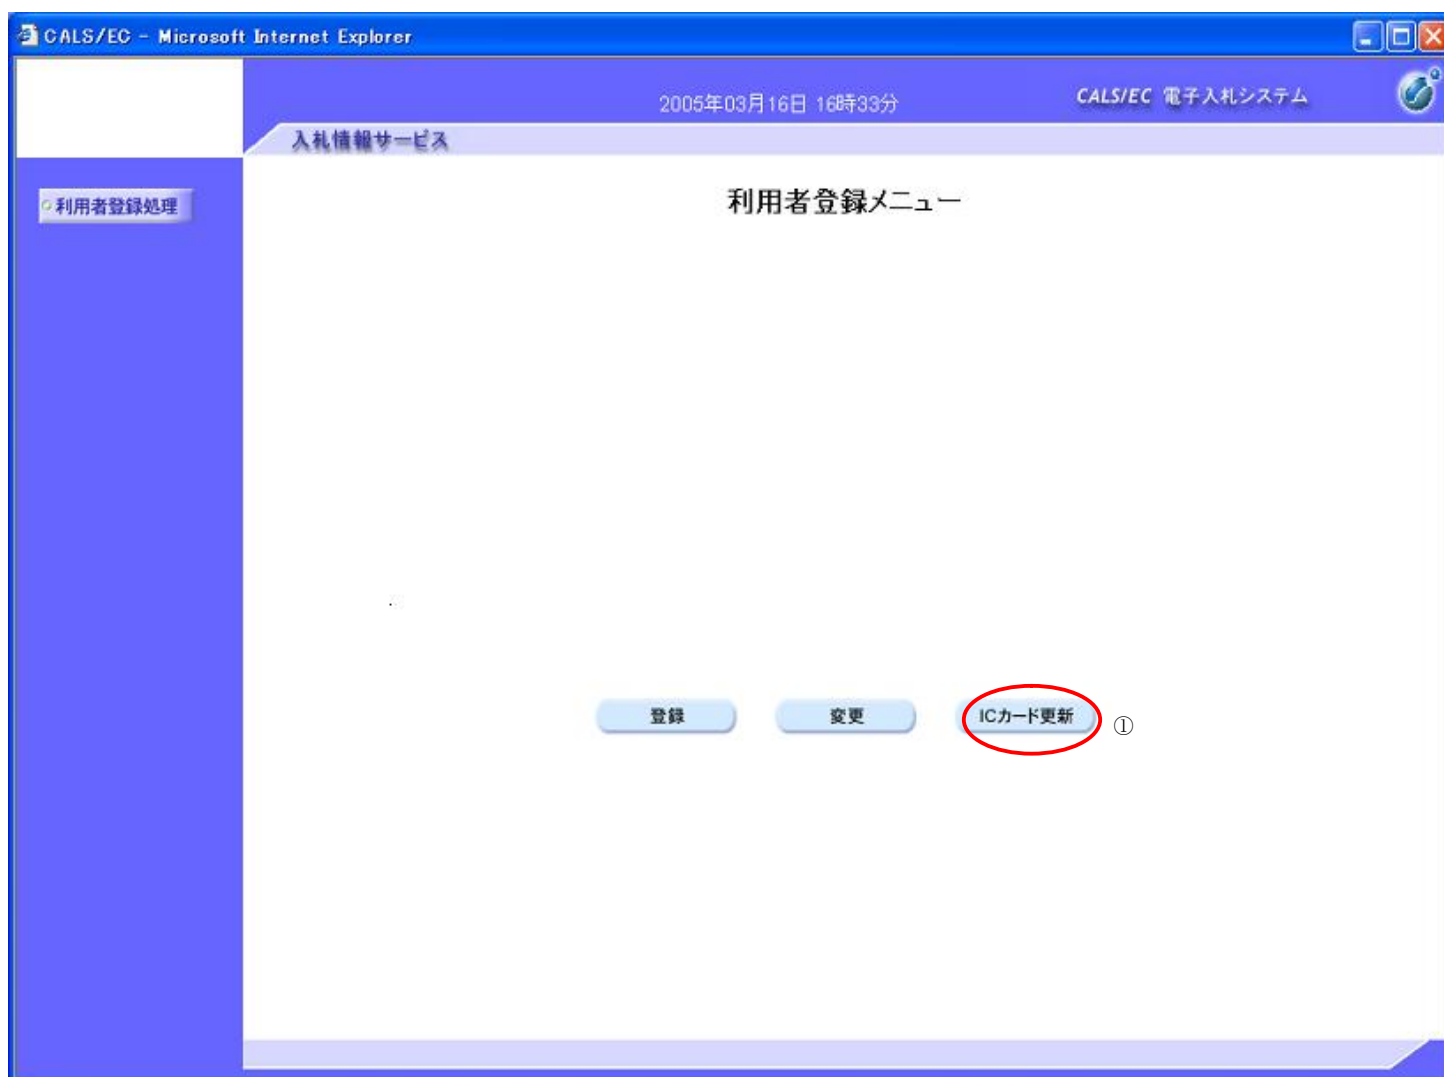 CALS/EC - Microsoft Internet Explorer
2005年03月16日 16時33分
CALS/EC 電子入札システム
入札情報サービス
利用者登録処理
利用者登録メニュー
登録
変更
ICカード更新
①